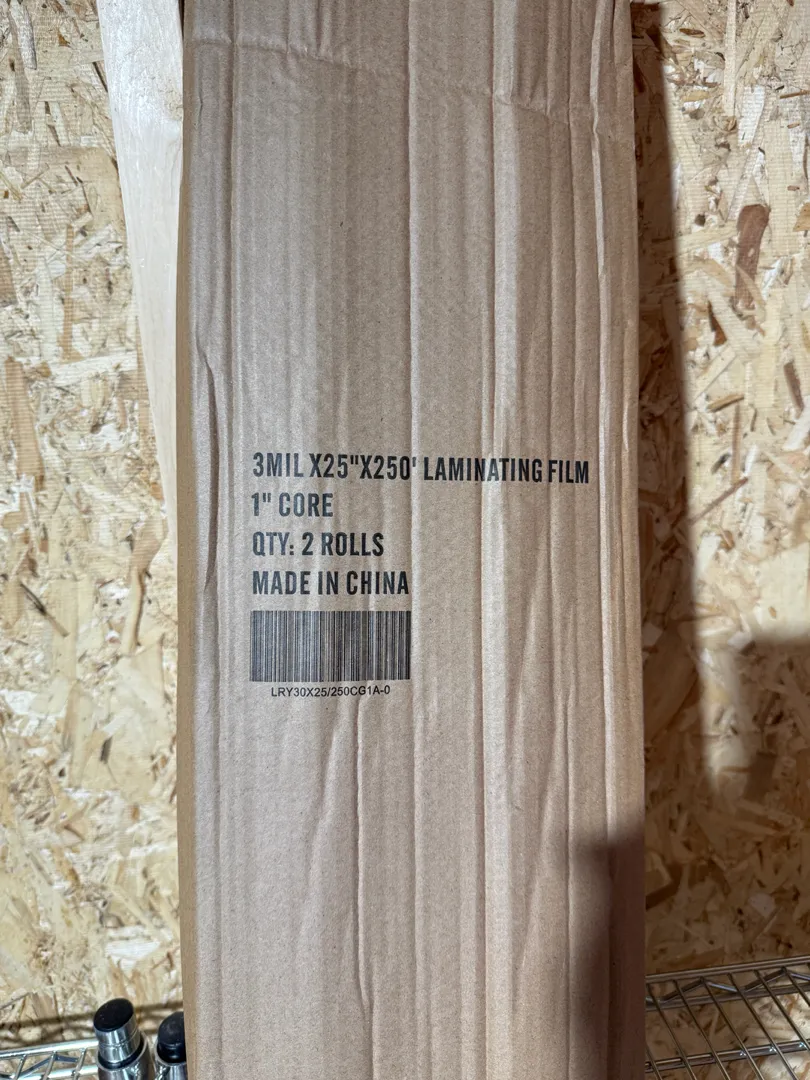 3MIL X25"X250' LAMINATING FILM
1" CORE
QTY: 2 ROLLS
MADE IN CHINA
LRY30X25/250CG1A-0